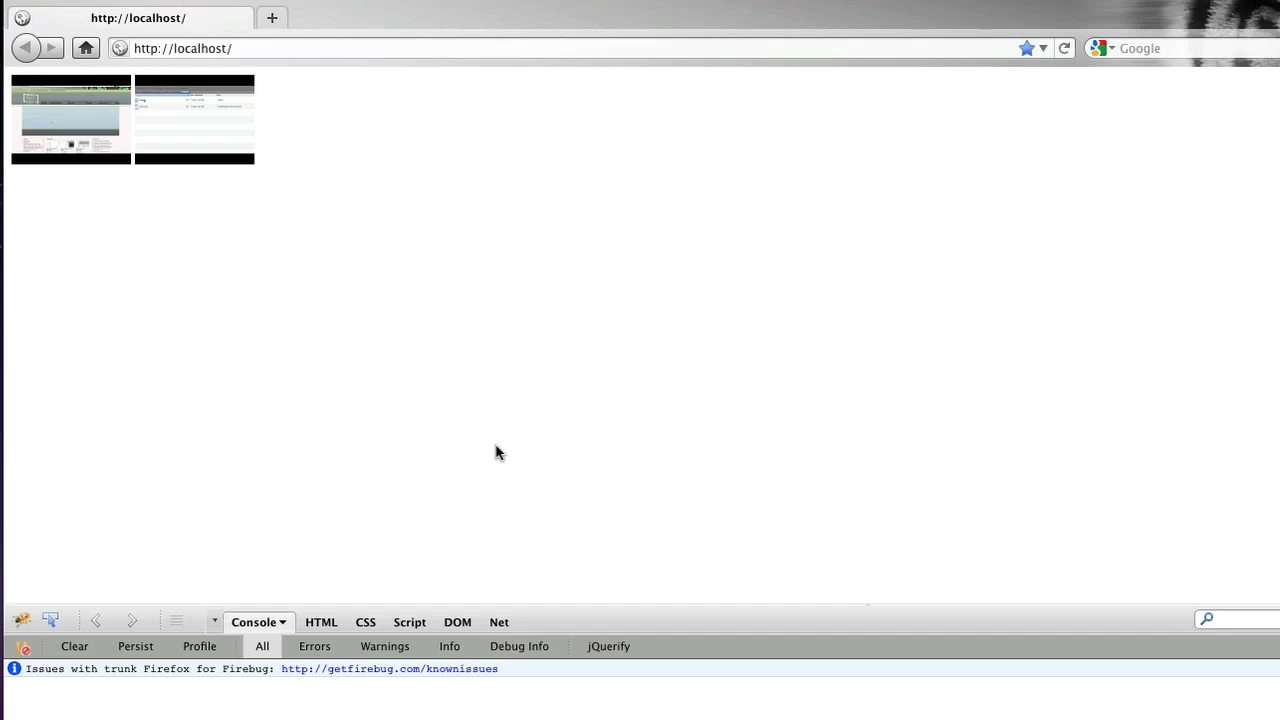 http://localhost/
http://localhost/
Google
Console HTML CSS Script DOM Net
Clear Persist Profile All Errors Warnings Info Debug Info jQuerify
Issues with trunk Firefox for Firebug: http://getfirebug.com/knownissues